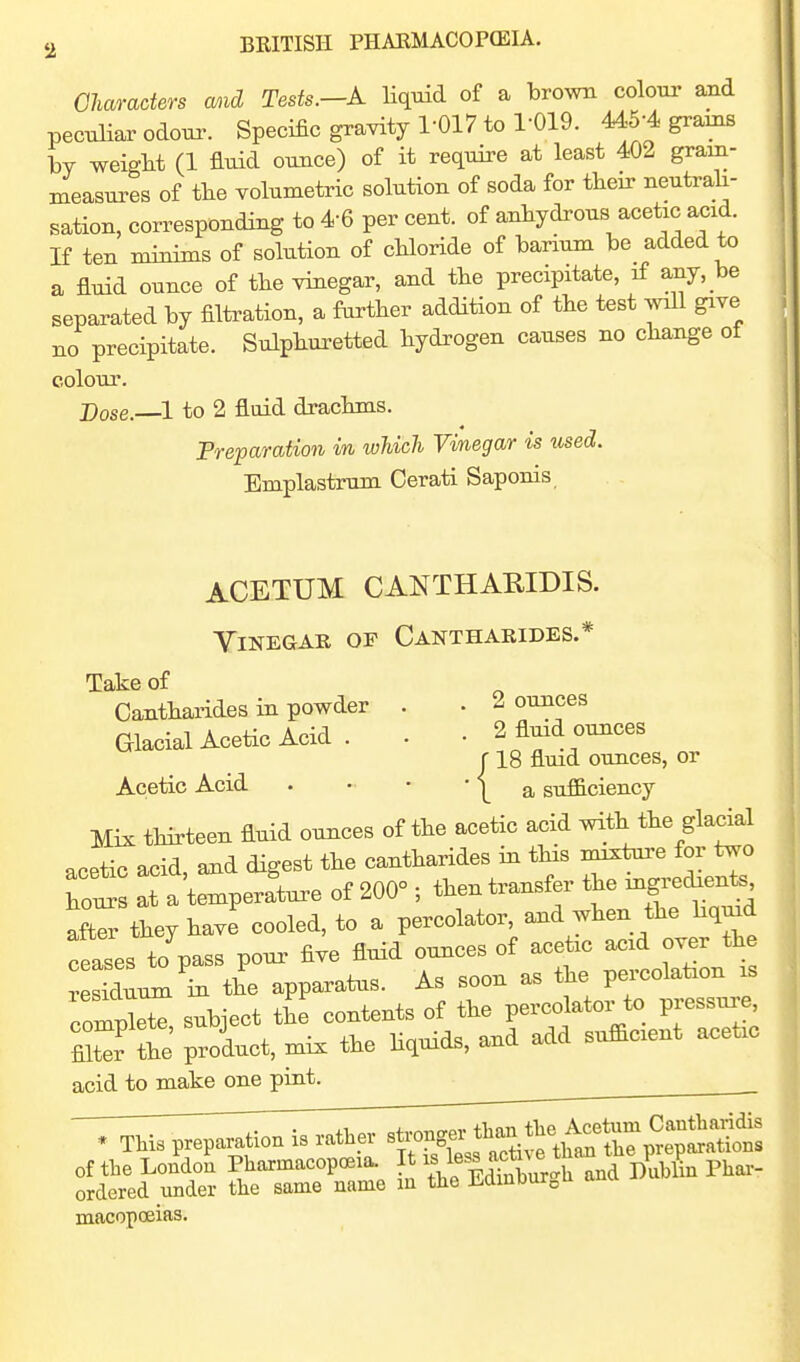 2
BRITISH PHARMACOPŒIA.
Characters and Tests.—A liquid of a brown colour and
peculiar odour. Specific gravity 1·017 to 1·019. 445·4 grains
by weight (1 fluid ounce) of it require at least 402 grain-
measures of the volumetric solution of soda for their neutrali-
sation, corresponding to 4·6 per cent. of anhydrous acetic acid.
If ten minims of solution of chloride of barium be added to
a fluid ounce of the vinegar, and the precipitate, if any, be
separated by filtration, a further addition of the test will give
no precipitate. Sulphuretted hydrogen causes no change of
colour.
Dose.—1 to 2 fluid drachms.
Preparation in which Vinegar is used.
Emplastrum Cerati Saponis.
ACETUM CANTHARIDIS.
VINEGAR OF CANTHARIDES.*
Take of
Cantharides in powder . . 2 ounces
Glacial Acetic Acid . . . 2 fluid ounces
Acetic Acid . . . . { 18 fluid ounces, or
a sufficiency
Mix thirteen fluid ounces of the acetic acid with the glacial
acetic acid, and digest the cantharides in this mixture for two
hours at a temperature of 200°; then transfer the ingredients,
after they have cooled, to a percolator, and when the liquid
ceases to pass pour five fluid ounces of acetic acid over the
residuum in the apparatus. As soon as the percolation is
complete, subject the contents of the percolator to pressure,
filter the product, mix the liquids, and add sufficient acetic
acid to make one pint.
* This preparation is rather stronger than the Acetum Cantharidis
of the London Pharmacopœia. It is less active than the preparations
ordered under the same name in the Edinburgh and Dublin Phar-
macopœias.